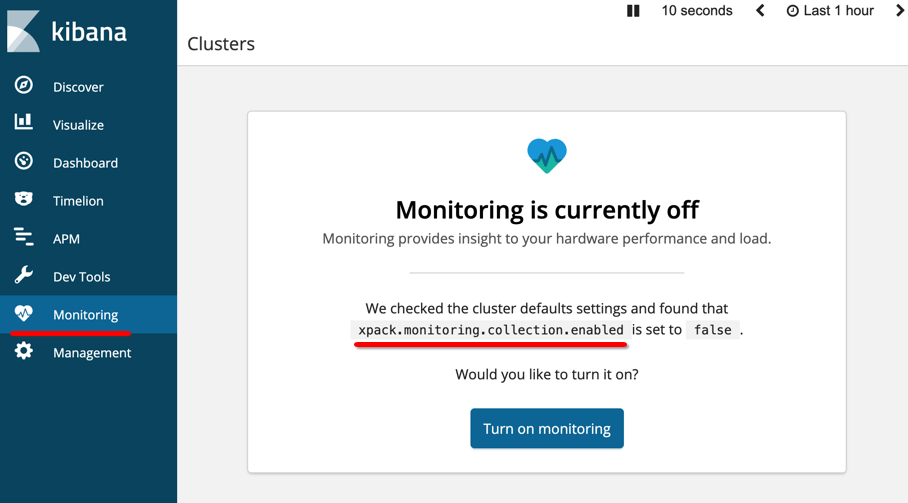 kibana
Discover
Visualize
Dashboard
Timelion
APM
Dev Tools
Monitoring
Management
10 seconds
Last 1 hour
Clusters
Monitoring is currently off
Monitoring provides insight to your hardware performance and load.
We checked the cluster defaults settings and found that
xpack.monitoring.collection.enabled is set to false .
Would you like to turn it on?
Turn on monitoring